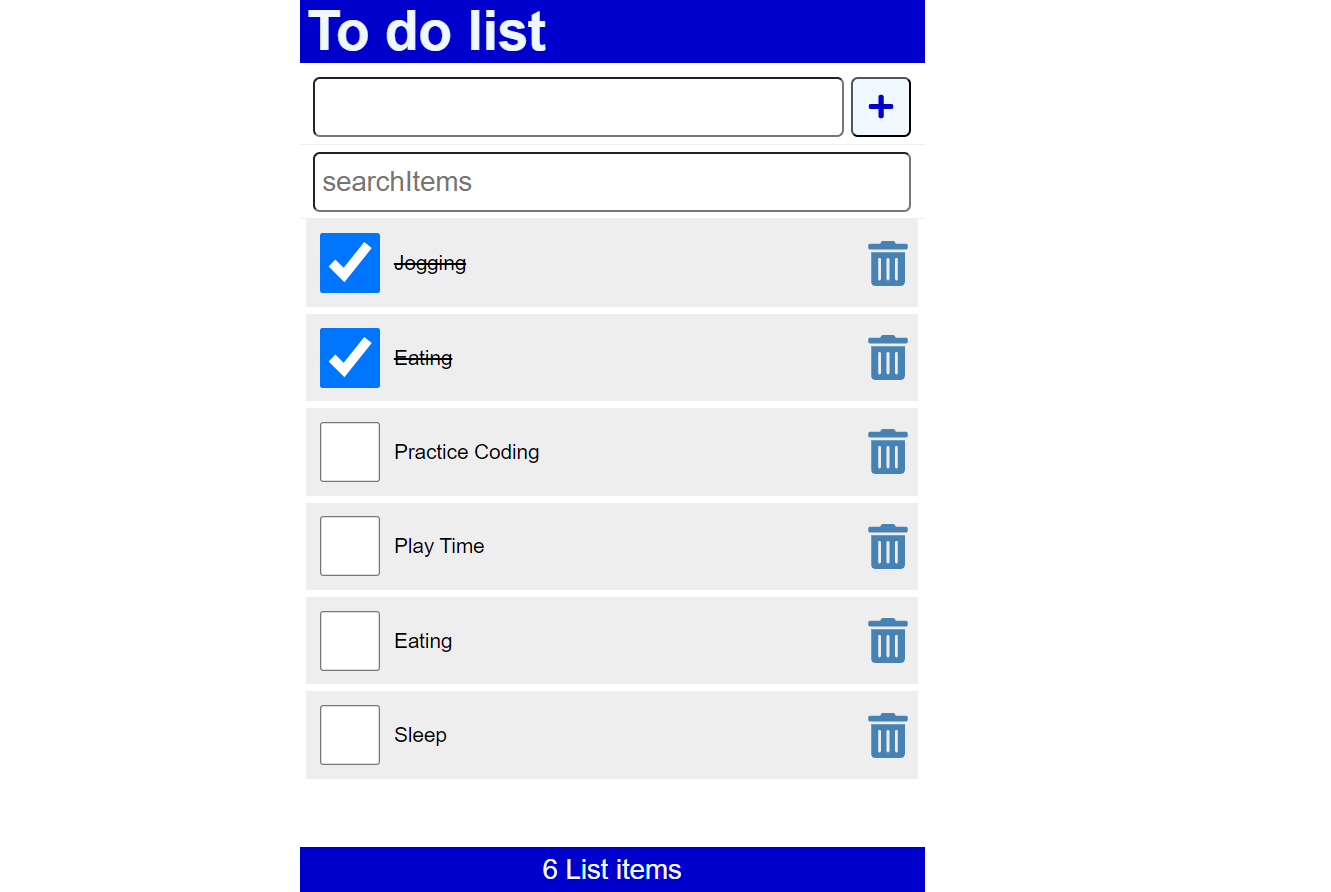 To do list
+
searchItems
Jogging
Eating
Practice Coding
Play Time
Eating
Sleep
6 List items